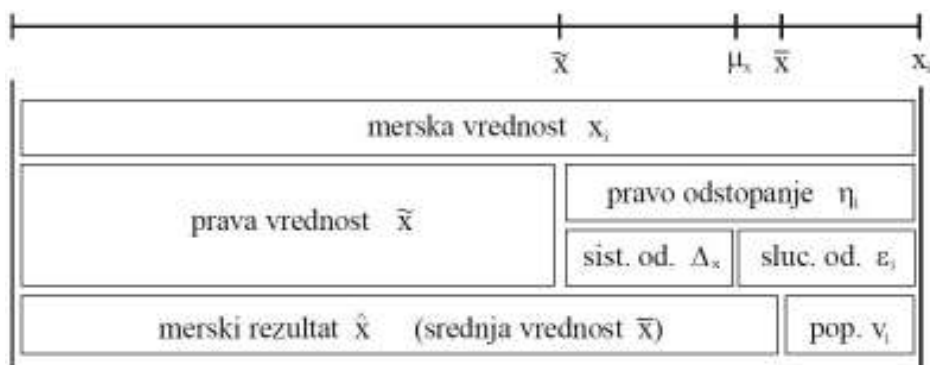 x̃ μₓ x̄ xᵢ
merska vrednost xᵢ
prava vrednost x̃
pravo odstopanje ηᵢ
sist. od. Δₓ
sluc. od. εᵢ
merski rezultat x̂ (srednja vrednost x̄)
pop. vᵢ